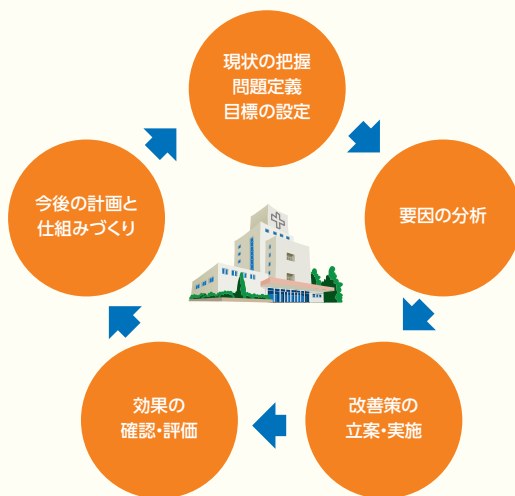 現状の把握
問題定義
目標の設定
要因の分析
改善策の
立案・実施
効果の
確認・評価
今後の計画と
仕組みづくり